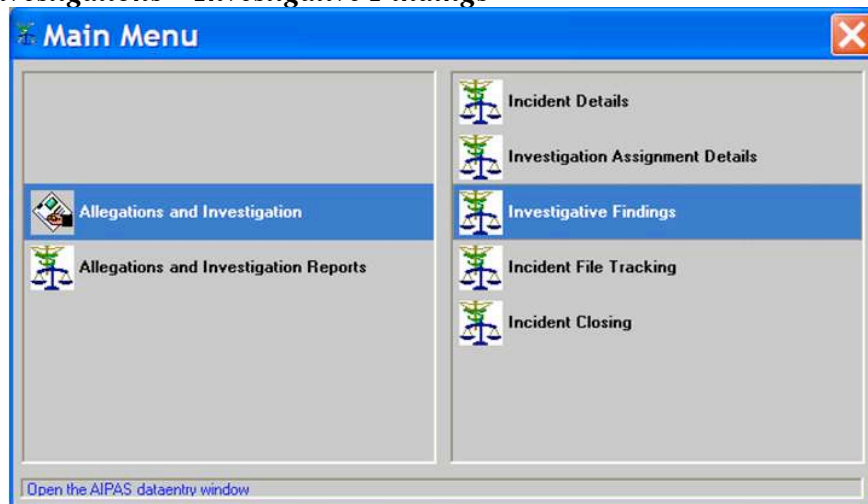 Main Menu
Allegations and Investigation
Allegations and Investigation Reports
Incident Details
Investigation Assignment Details
Investigative Findings
Incident File Tracking
Incident Closing
Open the AIPAS dataentry window